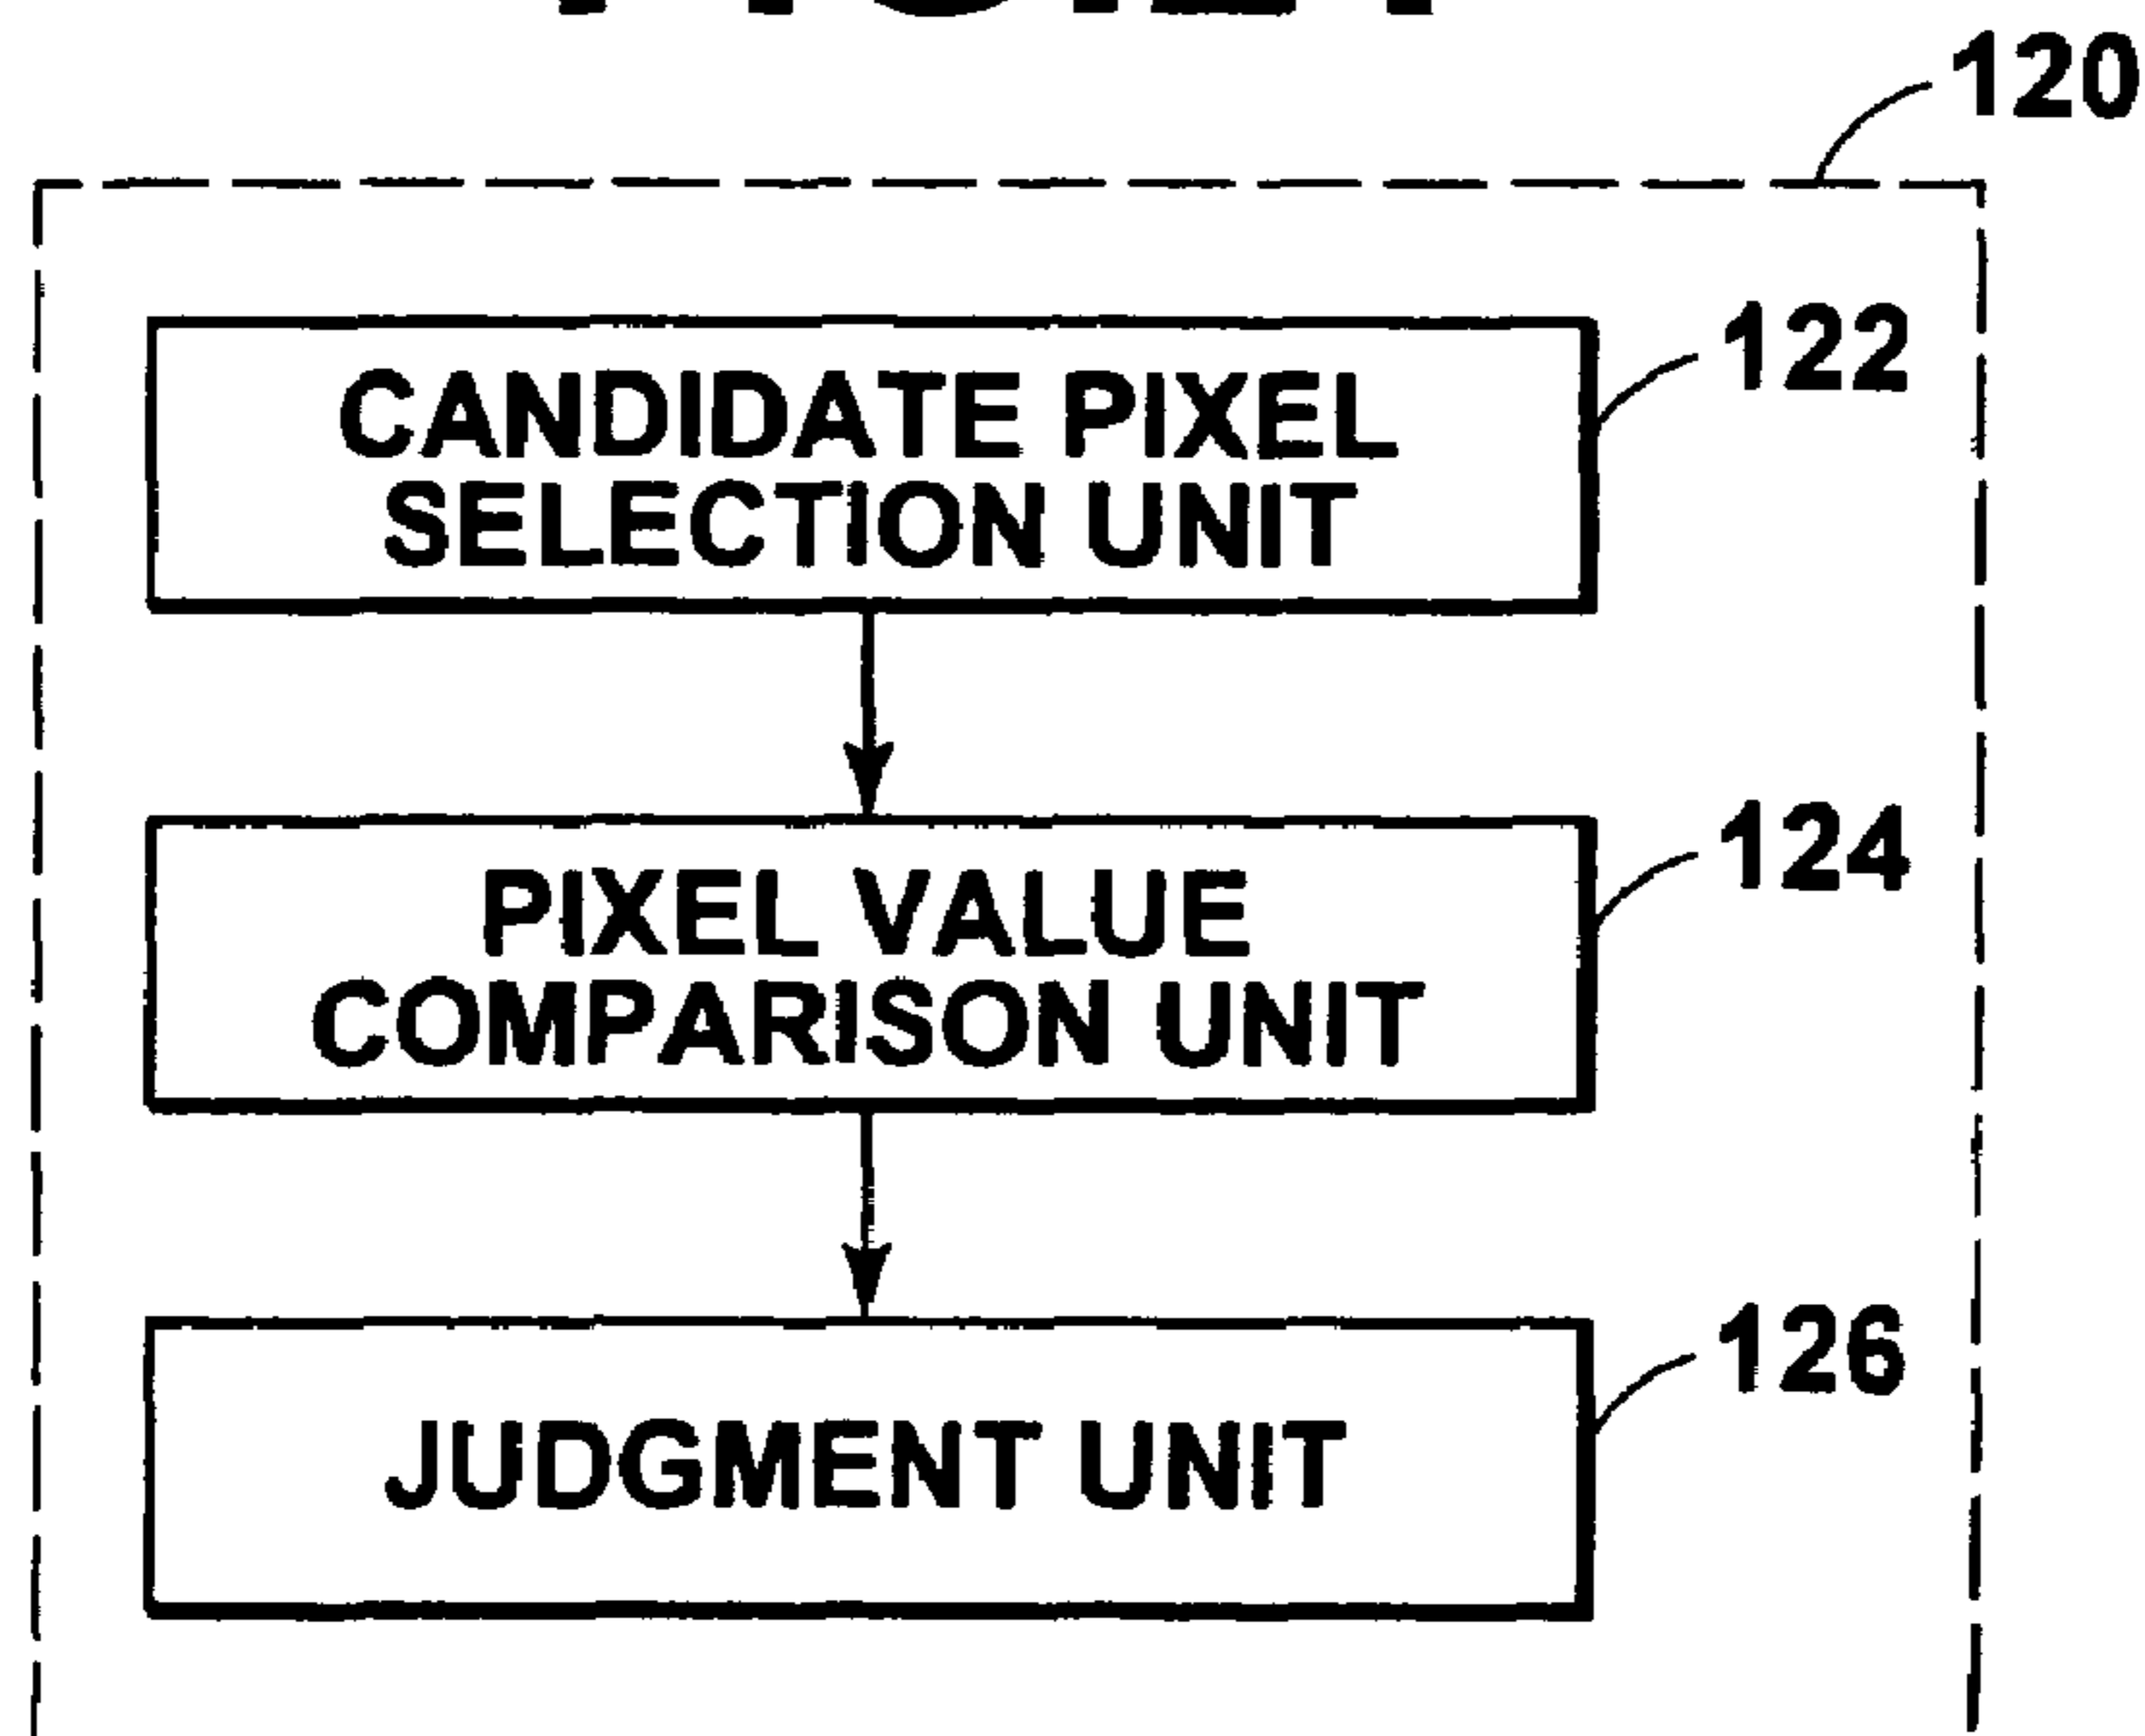 120
122
CANDIDATE PIXEL
SELECTION UNIT
124
PIXEL VALUE
COMPARISON UNIT
126
JUDGMENT UNIT